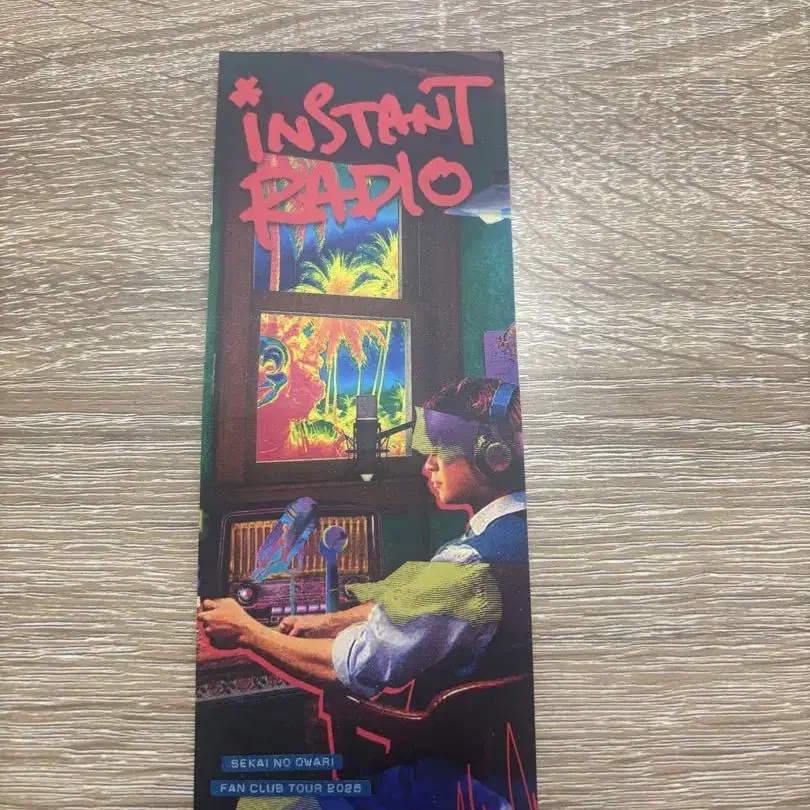 *iNSTANT
RADIO
SEKAI NO OWARI
FAN CLUB TOUR 2025